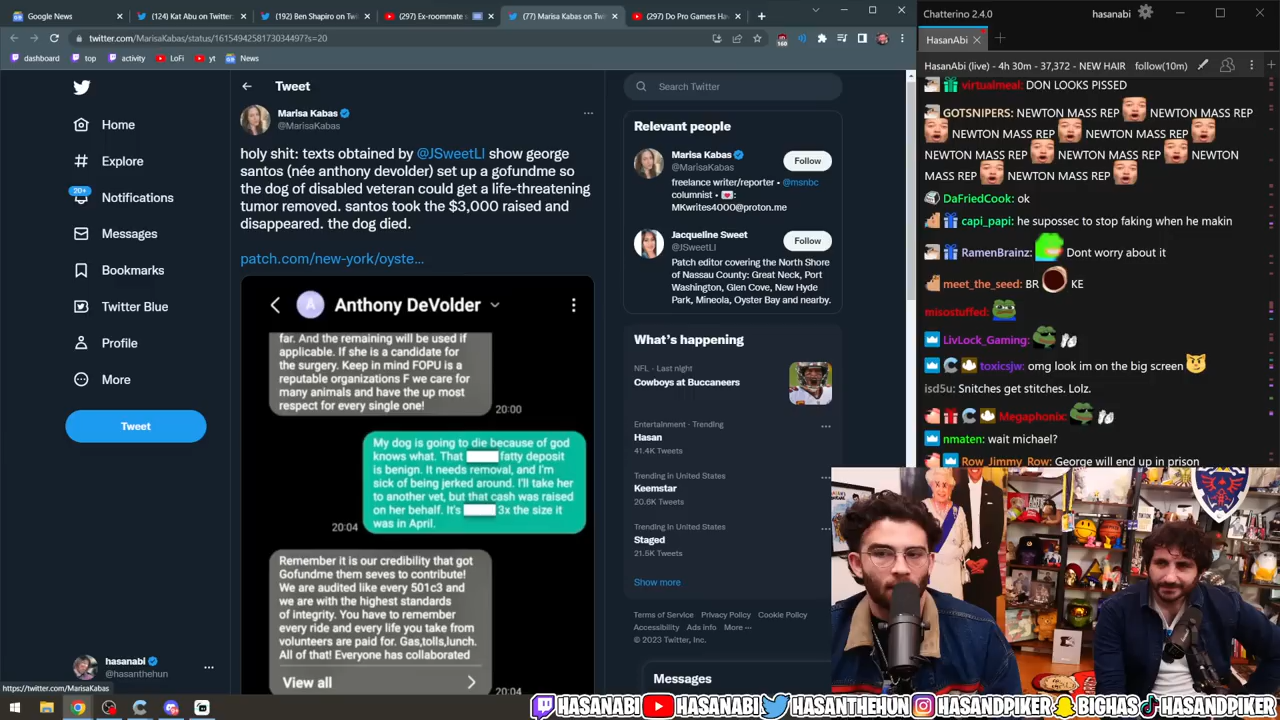 Google News
(124) Kat Abu on Twitter:
(192) Ben Shapiro on Twi
(297) Ex-roommate s
(77) Marisa Kabas on Tw
(297) Do Pro Gamers Ha
twitter.com/MarisaKabas/status/1615494258173034497?s=20
160
dashboard
top
activity
LoFi
yt
News
Home
Explore
20+
Notifications
Messages
Bookmarks
Twitter Blue
Profile
More
Tweet
hasanabi
@hasanthehun
https://twitter.com/MarisaKabas
Tweet
Marisa Kabas
@MarisaKabas
holy shit: texts obtained by @JSweetLI show george
santos (ne anthony devolder) set up a gofundme so
the dog of disabled veteran could get a life-threatening
tumor removed. santos took the $3,000 raised and
disappeared. the dog died.
patch.com/new-york/oyste...
A
Anthony DeVolder
far. And the remaining will be used if
applicable. If she is a candidate for
the surgery. Keep in mind FOPU is a
reputable organizations F we care for
many animals and have the up most
respect for every single one!
20:00
My dog is going to die because of god
knows what. That fatty deposit
is benign. It needs removal, and I'm
sick of being jerked around. I'll take her
to another vet, but that cash was raised
on her behalf. It's 3x the size it
was in April.
20:04
Remember it is our credibility that got
Gofundme them seves to contribute!
We are audited like every 501c3 and
we are with the highest standards
of integrity. You have to remember
every ride and every life you take from
volunteers are paid for. Gas,tolls,lunch.
All of that! Everyone has collaborated
View all
20:04
Search Twitter
Relevant people
Marisa Kabas
@MarisaKabas
Follow
freelance writer/reporter • @msnbc
columnist •
MKwrites4000@proton.me
Jacqueline Sweet
@JSweetLI
Follow
Patch editor covering the North Shore
of Nassau County: Great Neck, Port
Washington, Glen Cove, New Hyde
Park, Mineola, Oyster Bay and nearby.
What's happening
NFL · Last night
Cowboys at Buccaneers
Entertainment · Trending
Hasan
41.4K Tweets
Trending in United States
Keemstar
20.6K Tweets
Trending in United States
Staged
21.5K Tweets
Show more
Terms of Service Privacy Policy Cookie Policy
Accessibility Ads info More
© 2023 Twitter, Inc.
Messages
Chatterino 2.4.0
hasanabi
HasanAbi
HasanAbi (live) - 4h 30m - 37,372 - NEW HAIR
follow(10m)
virtualmeal: DON LOOKS PISSED
GOTSNIPERS: NEWTON MASS REP NEWTON MASS REP
NEWTON MASS REP NEWTON MASS REP
NEWTON MASS REP NEWTON MASS REP NEWTON
MASS REP NEWTON MASS REP
DaFriedCook: ok
capi_papi: he supossec to stop faking when he makin
RamenBrainz: Dont worry about it
meet_the_seed: BR KE
misostuffed:
LivLock_Gaming:
toxicsjw: omg look im on the big screen
isd5u: Snitches get stitches. Lolz.
Megaphonix:
nmaten: wait michael?
Row_Jimmy_Row: George will end up in prison
HASANABI
HASANABI
HASANTHEHUN
HASANDPIKER
BIGHAS
HASANDPIKER